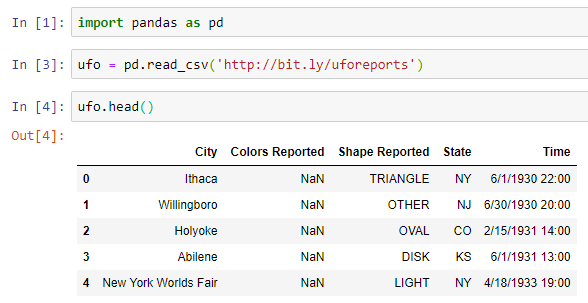 In [1]: import pandas as pd
In [3]: ufo = pd.read_csv('http://bit.ly/uforeports')
In [4]: ufo.head()
Out[4]:
City Colors Reported Shape Reported State Time
0 Ithaca NaN TRIANGLE NY 6/1/1930 22:00
1 Willingboro NaN OTHER NJ 6/30/1930 20:00
2 Holyoke NaN OVAL CO 2/15/1931 14:00
3 Abilene NaN DISK KS 6/1/1931 13:00
4 New York Worlds Fair NaN LIGHT NY 4/18/1933 19:00